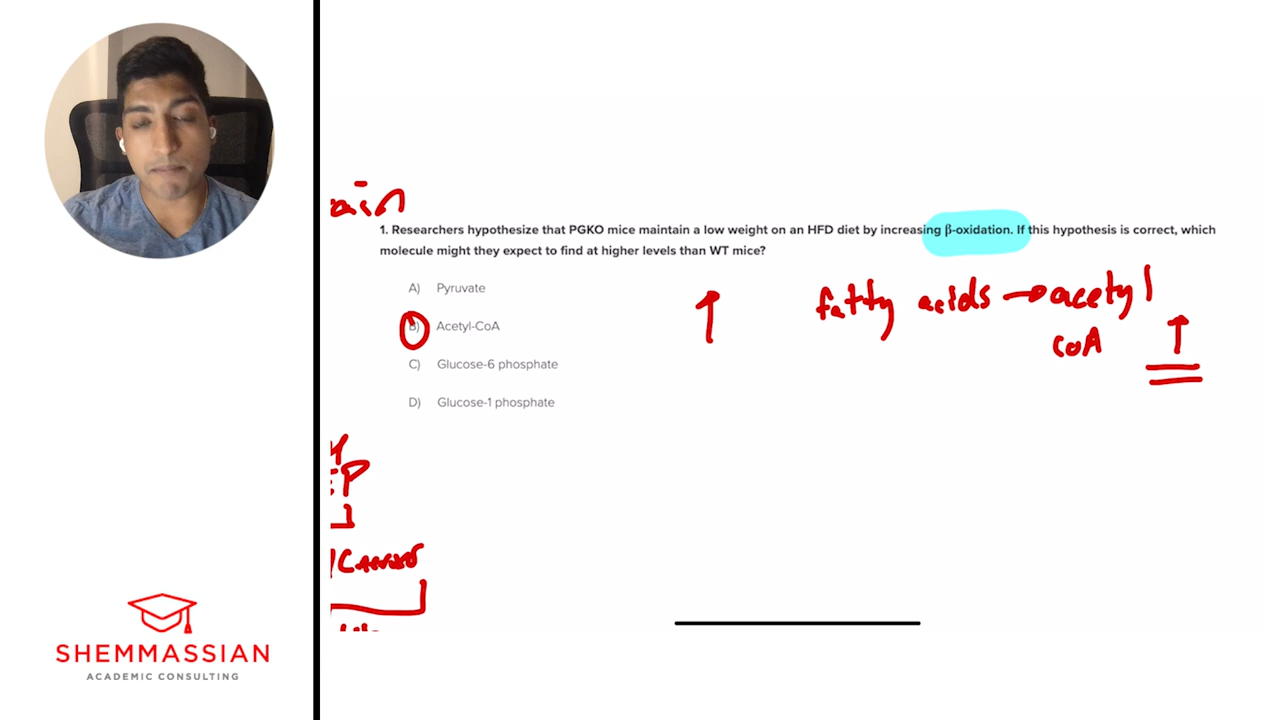 1. Researchers hypothesize that PGKO mice maintain a low weight on an HFD diet by increasing β-oxidation. If this hypothesis is correct, which
molecule might they expect to find at higher levels than WT mice?
A) Pyruvate
B) Acetyl-CoA
C) Glucose-6 phosphate
D) Glucose-1 phosphate
↑ fatty acids → acetyl
CoA ↑
SHEMMASSIAN
ACADEMIC CONSULTING